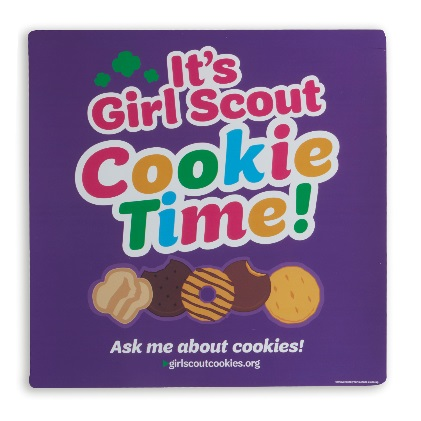 It's
Girl Scout
Cookie
Time!
Ask me about cookies!
girlscoutcookies.org